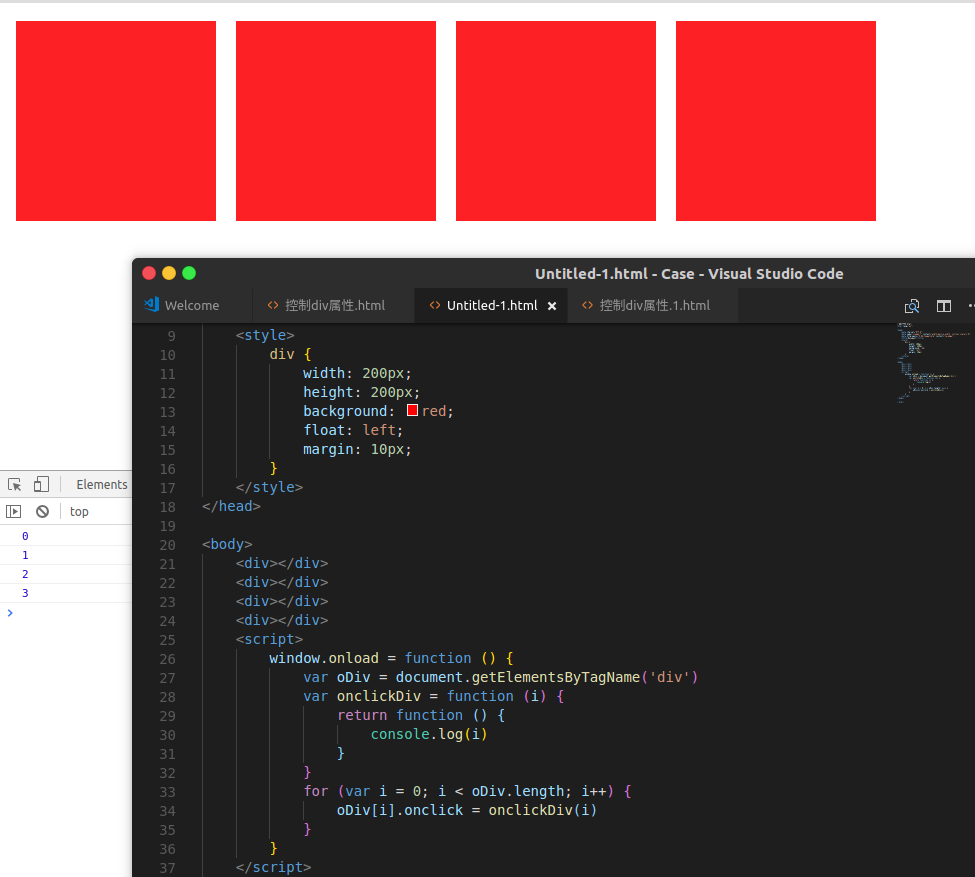 Untitled-1.html - Case - Visual Studio Code
Welcome <> 控制div属性.html <> Untitled-1.html × <> 控制div属性.1.html
9 <style>
10 div {
11 width: 200px;
12 height: 200px;
13 background: red;
14 float: left;
15 margin: 10px;
16 }
17 </style>
18 </head>
19
20 <body>
21 <div></div>
22 <div></div>
23 <div></div>
24 <div></div>
25 <script>
26 window.onload = function () {
27 var oDiv = document.getElementsByTagName('div')
28 var onclickDiv = function (i) {
29 return function () {
30 console.log(i)
31 }
32 }
33 for (var i = 0; i < oDiv.length; i++) {
34 oDiv[i].onclick = onclickDiv(i)
35 }
36 }
37 </script>
Elements
top
0
1
2
3
>